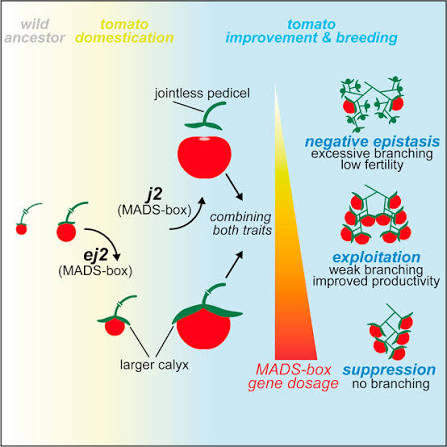 wild
ancestor
tomato
domestication
tomato
improvement & breeding
jointless pedicel
j2
(MADS-box)
ej2
(MADS-box)
larger calyx
combining
both traits
MADS-box
gene dosage
negative epistasis
excessive branching
low fertility
exploitation
weak branching
improved productivity
suppression
no branching